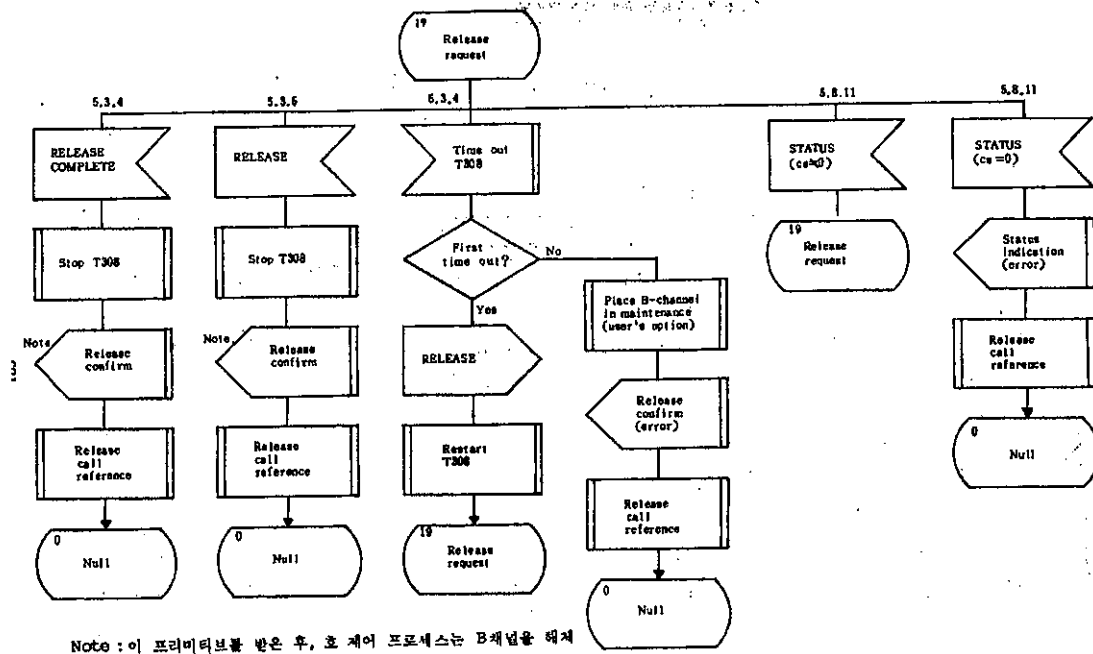 19
Release
request
5.3.4
5.3.5
5.3.4
5.8.11
5.8.11
RELEASE
COMPLETE
RELEASE
Time out
T308
STATUS
(cs≠0)
STATUS
(cs=0)
Stop T308
Stop T308
First
time out?
No
Yes
19
Release
request
Status
indication
(error)
Place B-channel
in maintenance
(user's option)
Note
Release
confirm
Note
Release
confirm
RELEASE
Release
call
reference
Release
confirm
(error)
Release
call
reference
Release
call
reference
Restart
T308
0
Null
Release
call
reference
0
Null
0
Null
19
Release
request
0
Null
Note : 이 프리미티브를 받은 후, 호 제어 프로세스는 B채널을 해제